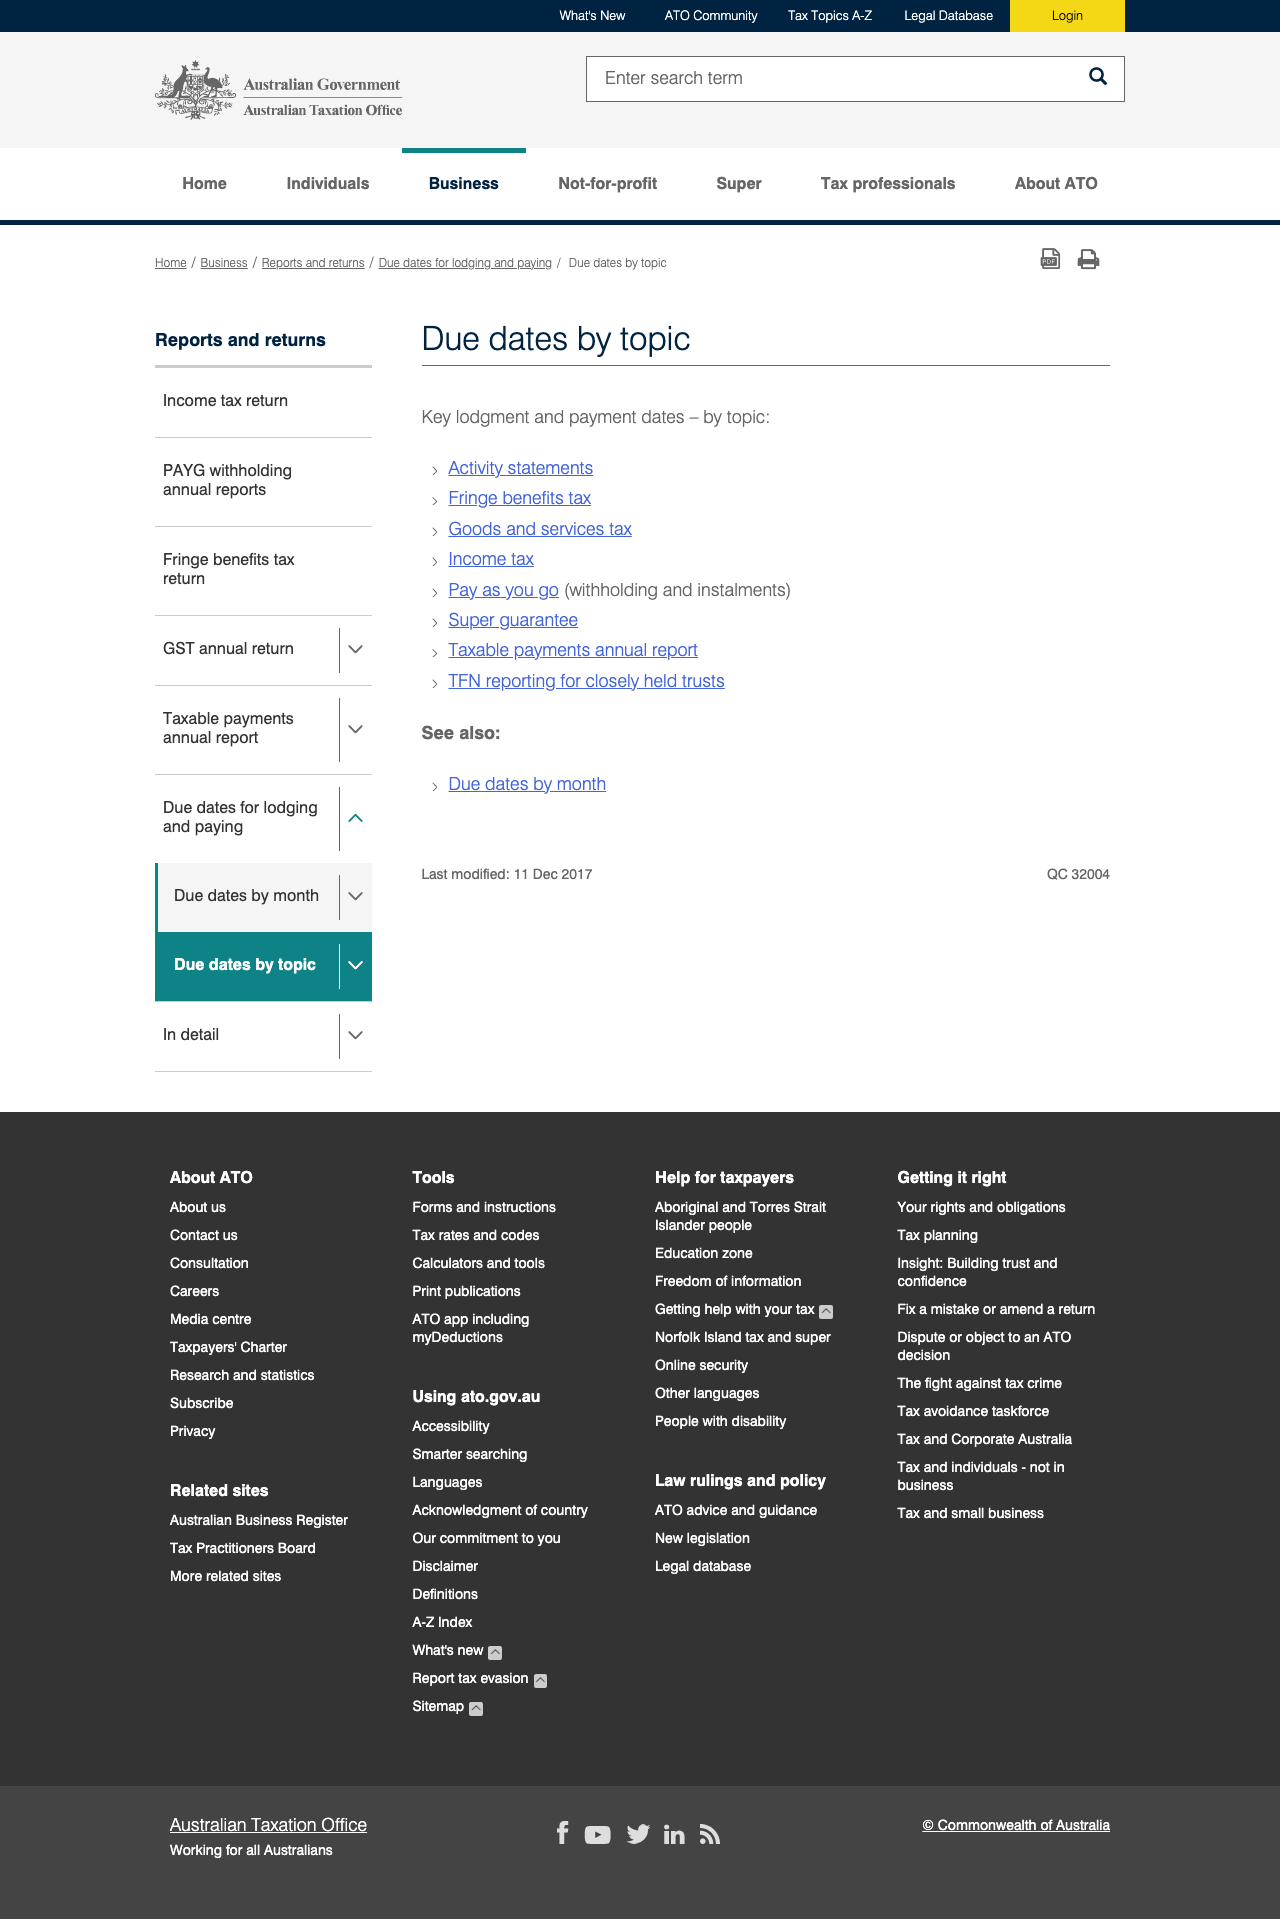 What's New
ATO Community
Tax Topics A-Z
Legal Database
Login
Australian Government
Australian Taxation Office
Enter search term
Home
Individuals
Business
Not-for-profit
Super
Tax professionals
About ATO
Home / Business / Reports and returns / Due dates for lodging and paying / Due dates by topic
PDF
Reports and returns
Income tax return
PAYG withholding
annual reports
Fringe benefits tax
return
GST annual return
Taxable payments
annual report
Due dates for lodging
and paying
Due dates by month
Due dates by topic
In detail
Due dates by topic
Key lodgment and payment dates – by topic:
Activity statements
Fringe benefits tax
Goods and services tax
Income tax
Pay as you go (withholding and instalments)
Super guarantee
Taxable payments annual report
TFN reporting for closely held trusts
See also:
Due dates by month
Last modified: 11 Dec 2017
QC 32004
About ATO
About us
Contact us
Consultation
Careers
Media centre
Taxpayers' Charter
Research and statistics
Subscribe
Privacy
Related sites
Australian Business Register
Tax Practitioners Board
More related sites
Tools
Forms and instructions
Tax rates and codes
Calculators and tools
Print publications
ATO app including
myDeductions
Using ato.gov.au
Accessibility
Smarter searching
Languages
Acknowledgment of country
Our commitment to you
Disclaimer
Definitions
A-Z Index
What's new
Report tax evasion
Sitemap
Help for taxpayers
Aboriginal and Torres Strait
Islander people
Education zone
Freedom of information
Getting help with your tax
Norfolk Island tax and super
Online security
Other languages
People with disability
Law rulings and policy
ATO advice and guidance
New legislation
Legal database
Getting it right
Your rights and obligations
Tax planning
Insight: Building trust and
confidence
Fix a mistake or amend a return
Dispute or object to an ATO
decision
The fight against tax crime
Tax avoidance taskforce
Tax and Corporate Australia
Tax and individuals - not in
business
Tax and small business
Australian Taxation Office
Working for all Australians
© Commonwealth of Australia